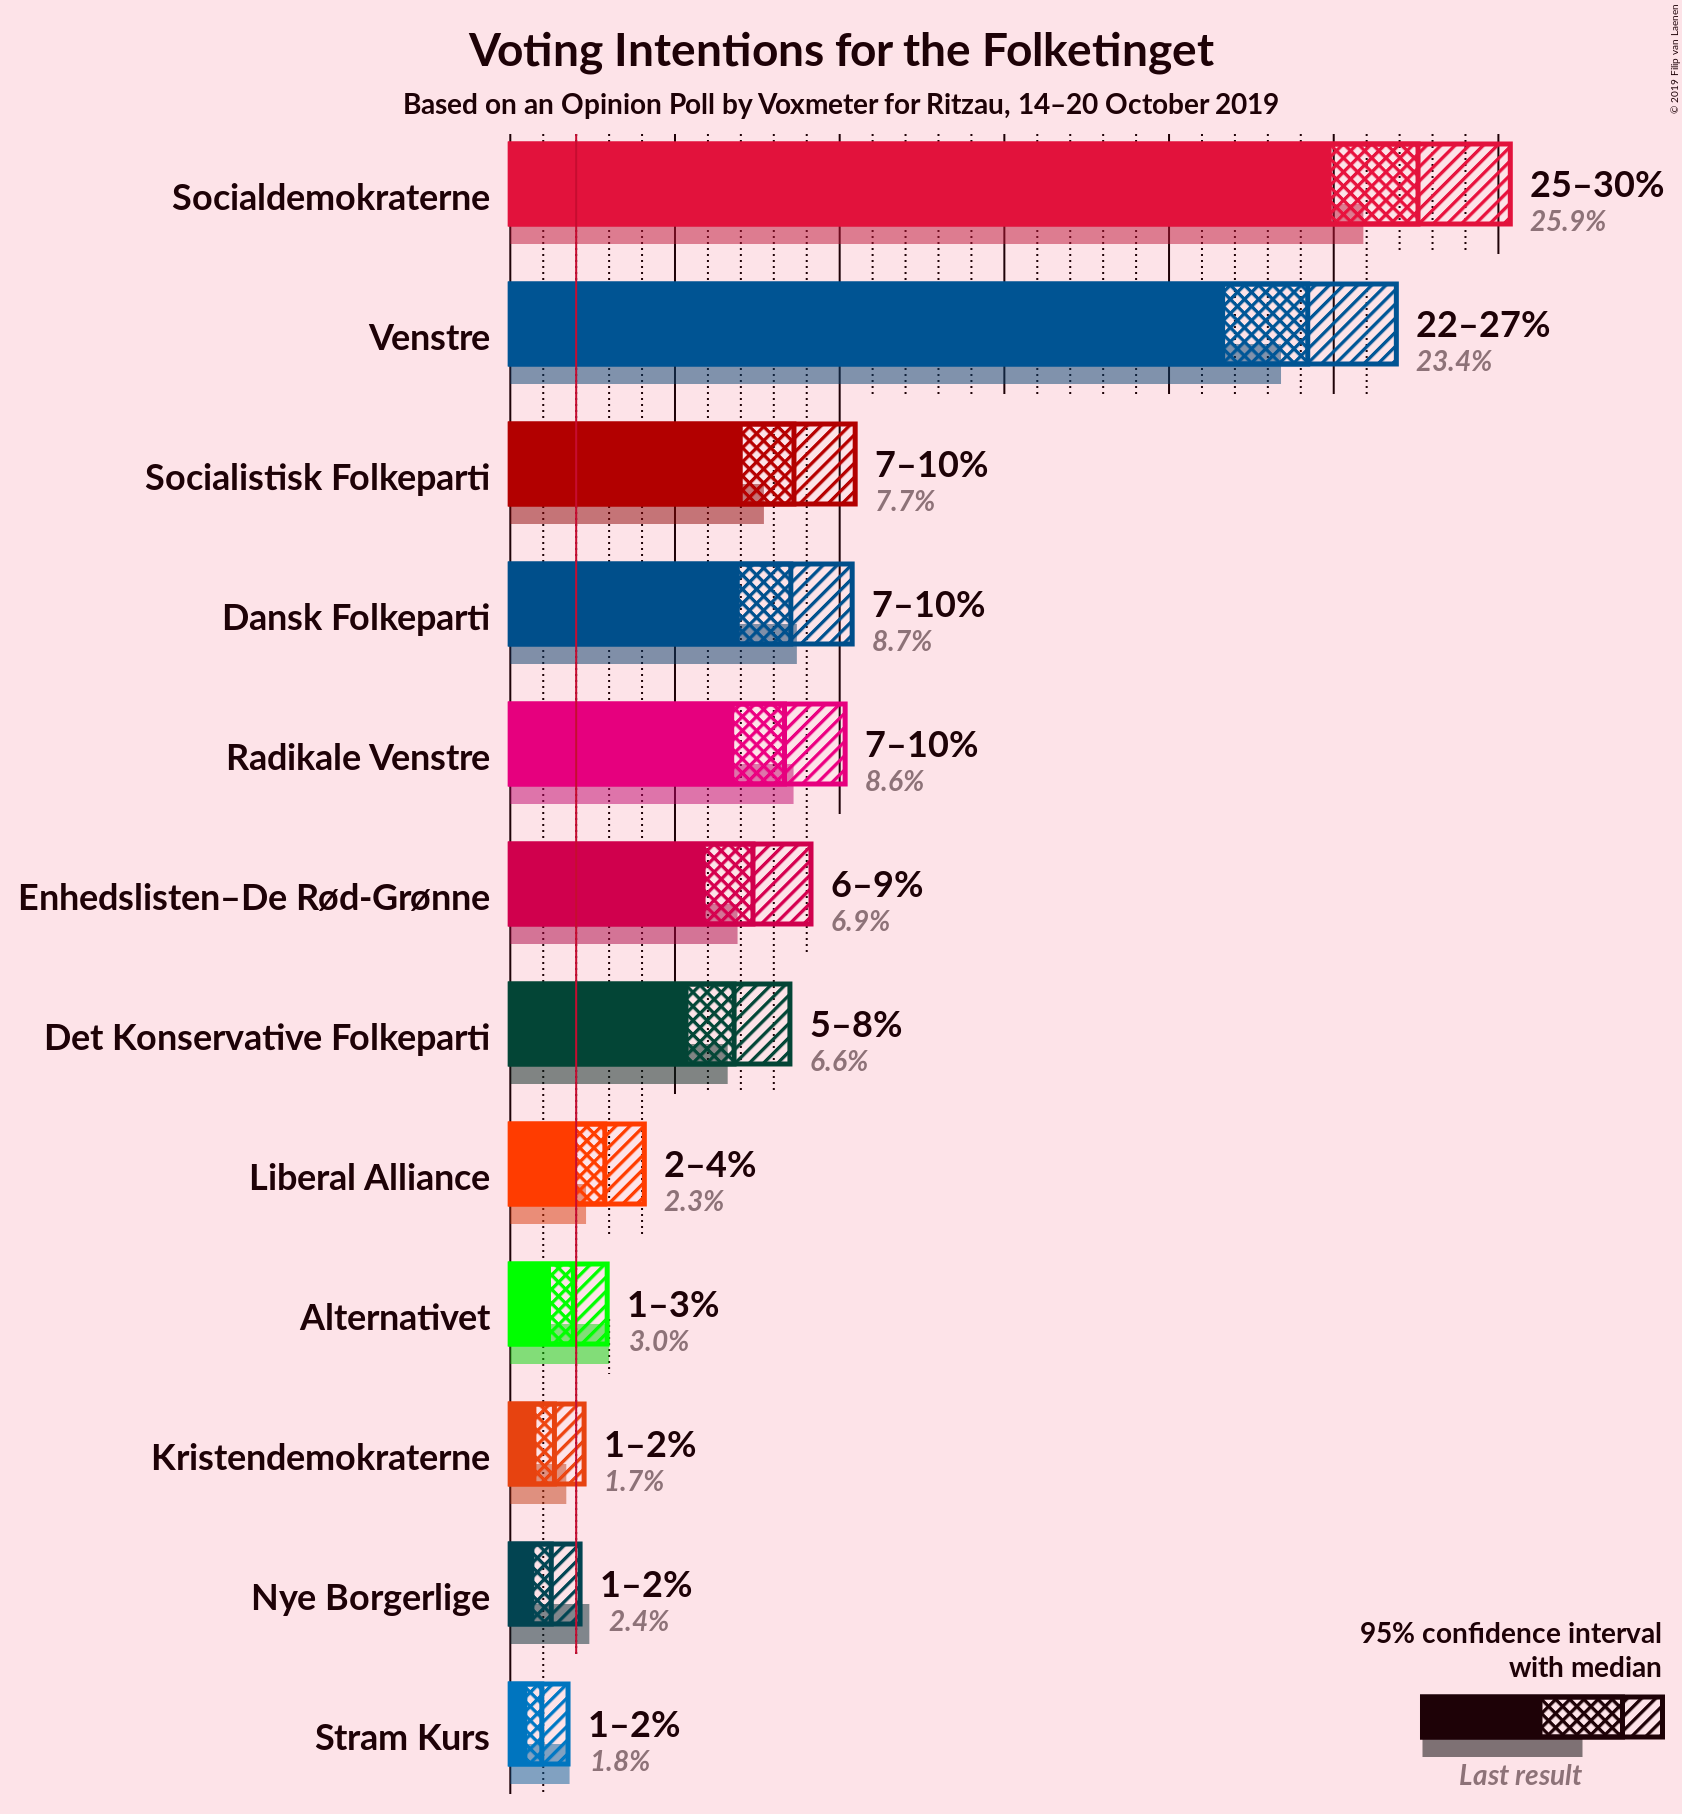 Voting Intentions for the Folketinget
Based on an Opinion Poll by Voxmeter for Ritzau, 14–20 October 2019
© 2019 Filip van Laenen
Socialdemokraterne
25–30%
25.9%
Venstre
22–27%
23.4%
Socialistisk Folkeparti
7–10%
7.7%
Dansk Folkeparti
7–10%
8.7%
Radikale Venstre
7–10%
8.6%
Enhedslisten–De Rød-Grønne
6–9%
6.9%
Det Konservative Folkeparti
5–8%
6.6%
Liberal Alliance
2–4%
2.3%
Alternativet
1–3%
3.0%
Kristendemokraterne
1–2%
1.7%
Nye Borgerlige
1–2%
2.4%
Stram Kurs
1–2%
1.8%
95% confidence interval
with median
Last result